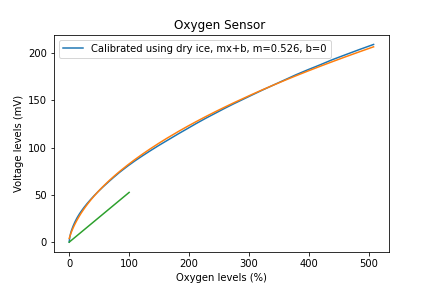 Oxygen Sensor
Calibrated using dry ice, mx+b, m=0.526, b=0
Voltage levels (mV)
200
150
100
50
0
0 100 200 300 400 500
Oxygen levels (%)